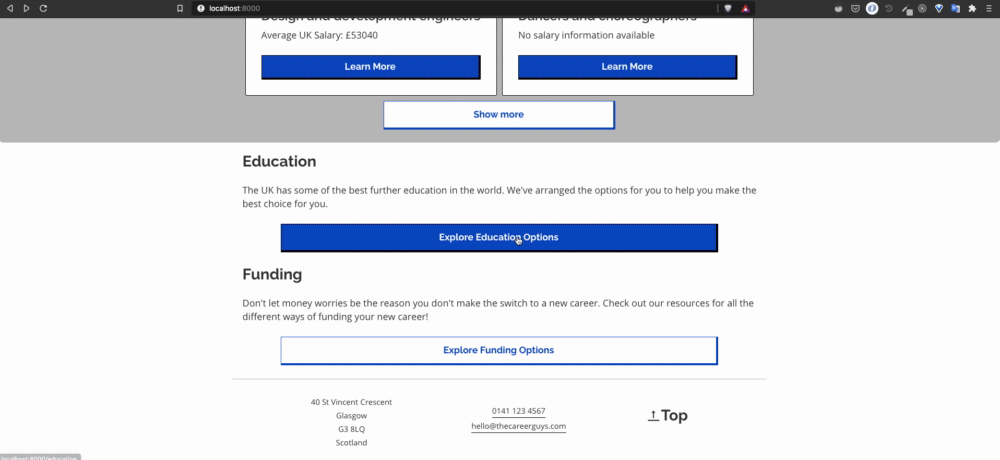 localhost:8000
Design and development engineers
Dancers and choreographers
Average UK Salary: £53040
No salary information available
Learn More
Learn More
Show more
Education
The UK has some of the best further education in the world. We've arranged the options for you to help you make the
best choice for you.
Explore Education Options
Funding
Don't let money worries be the reason you don't make the switch to a new career. Check out our resources for all the
different ways of funding your new career!
Explore Funding Options
40 St Vincent Crescent
Glasgow
G3 8LQ
Scotland
0141 123 4567
hello@thecareerguys.com
Top
localhost:8000/education